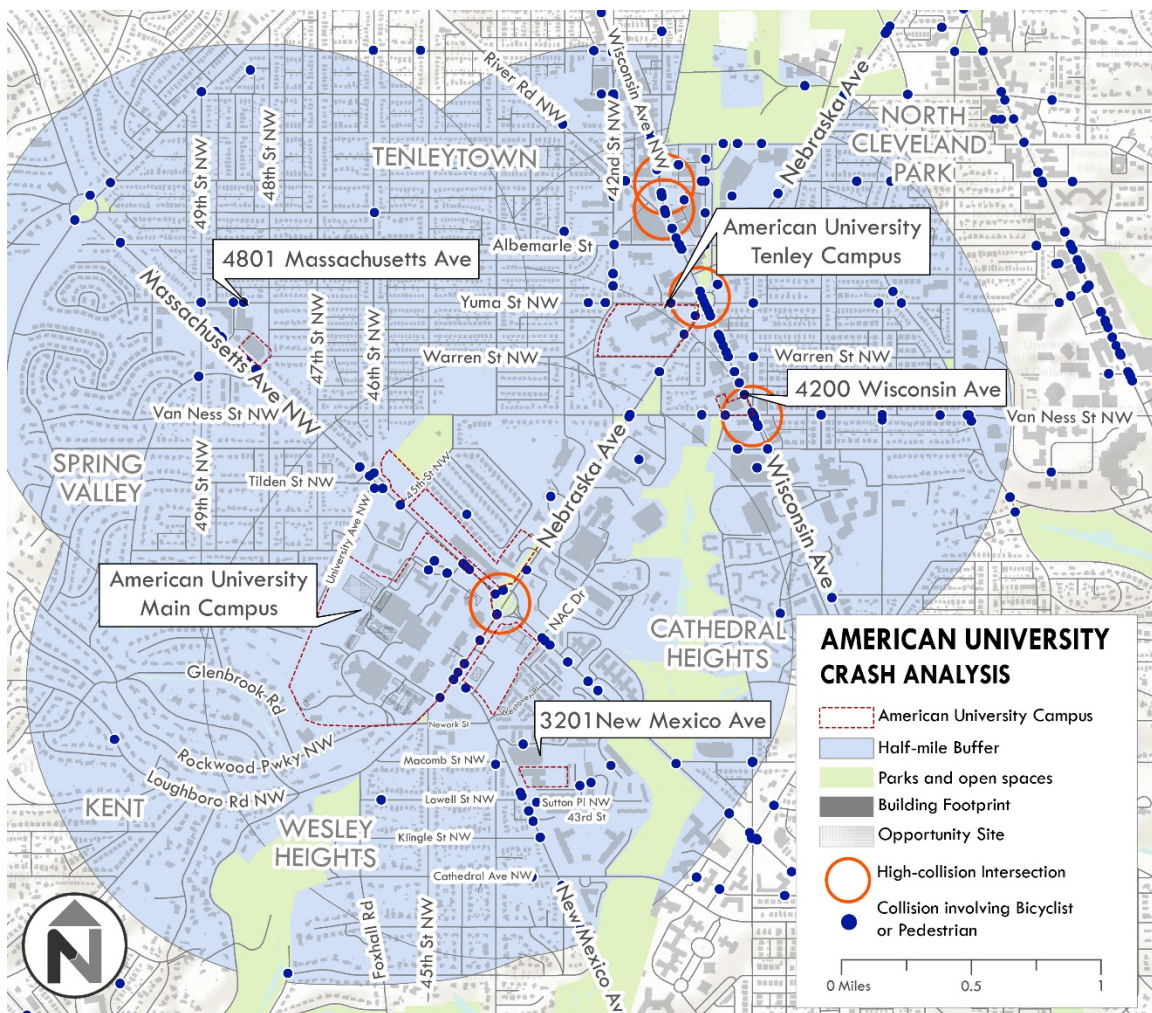 Wisconsin Ave NW
River Rd NW
42nd St NW
Nebraska Ave
NORTH
CLEVELAND
PARK
TENLEYTOWN
49th St NW
48th St NW
American University
Tenley Campus
Albemarle St
4801 Massachusetts Ave
Massachusetts Ave NW
Yuma St NW
47th St NW
46th St NW
Warren St NW
Warren St NW
4200 Wisconsin Ave
Van Ness St NW
Van Ness St NW
Nebraska Ave
Wisconsin Ave
SPRING
VALLEY
49th St NW
Tilden St NW
45th St NW
University Ave NW
American University
Main Campus
NAC Dr
CATHEDRAL
HEIGHTS
Glenbrook Rd
Newark St
3201New Mexico Ave
Rockwood Pwky NW
Macomb St NW
Loughboro Rd NW
KENT
Lowell St NW
Sutton Pl NW
43rd St
WESLEY
HEIGHTS
Klingle St NW
Cathedral Ave NW
Foxhall Rd
45th St NW
New Mexico Av
N
AMERICAN UNIVERSITY
CRASH ANALYSIS
American University Campus
Half-mile Buffer
Parks and open spaces
Building Footprint
Opportunity Site
High-collision Intersection
Collision involving Bicyclist
or Pedestrian
0 Miles 0.5 1